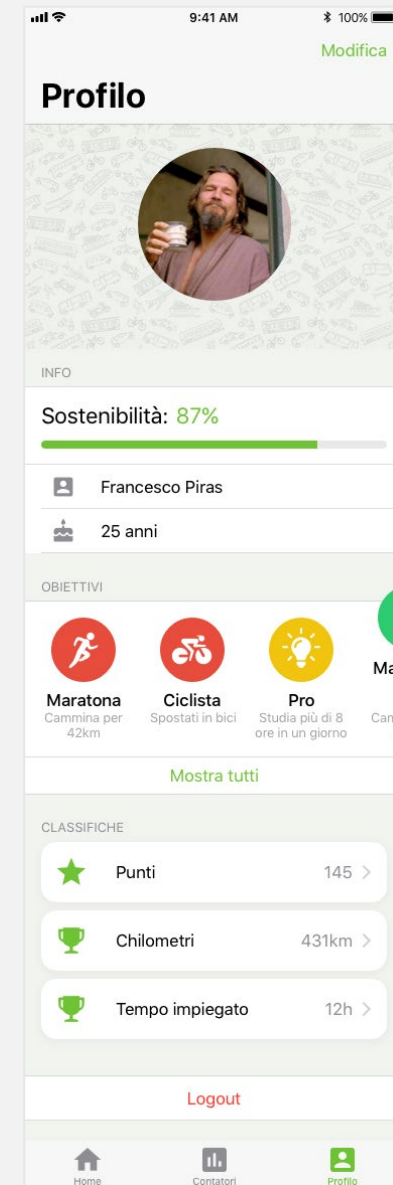 9:41 AM
100%
Modifica
Profilo
INFO
Sostenibilità: 87%
Francesco Piras
25 anni
OBIETTIVI
Maratona
Cammina per
42km
Ciclista
Spostati in bici
Pro
Studia più di 8
ore in un giorno
Ma
Cam
Mostra tutti
CLASSIFICHE
Punti 145
Chilometri 431km
Tempo impiegato 12h
Logout
Home Contatori Profilo